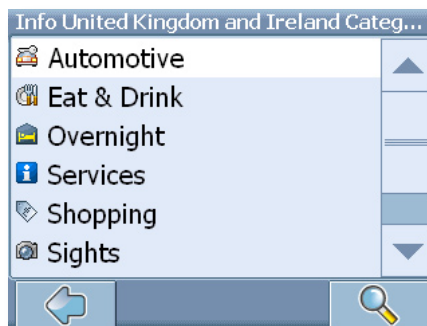 Info United Kingdom and Ireland Categ...
Automotive
Eat & Drink
Overnight
Services
Shopping
Sights